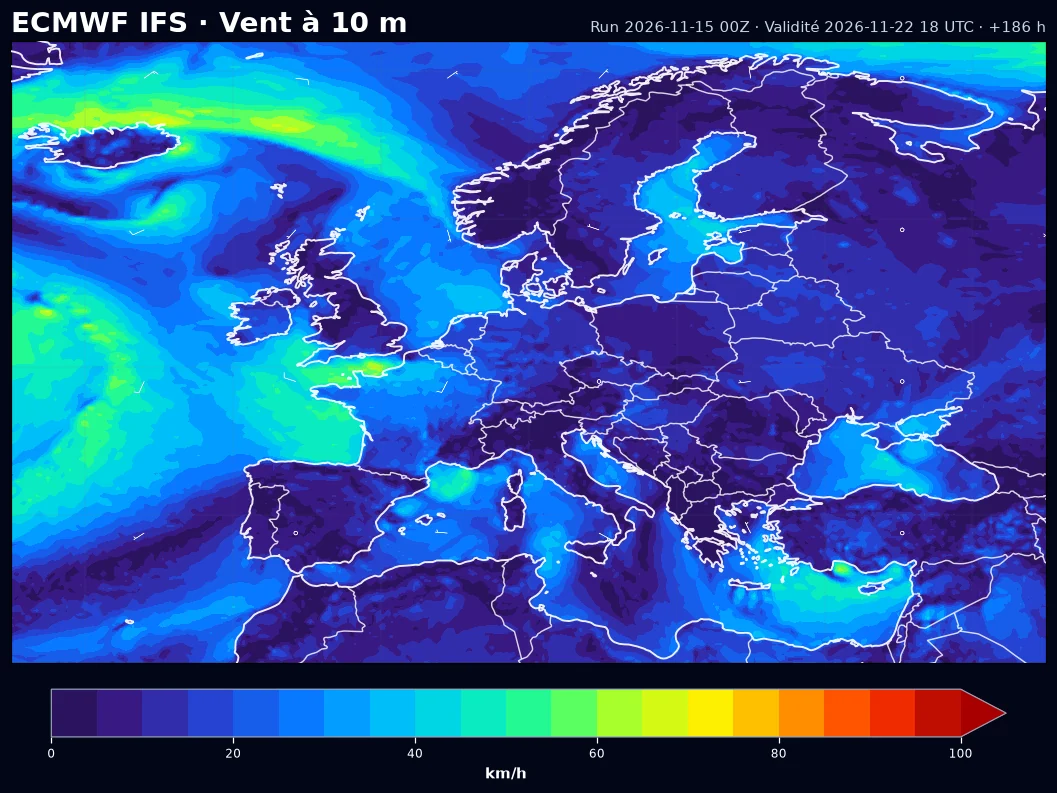 ECMWF IFS · Vent à 10 m
Run 2026-11-15 00Z · Validité 2026-11-22 18 UTC · +186 h
0 20 40 60 80 100
km/h